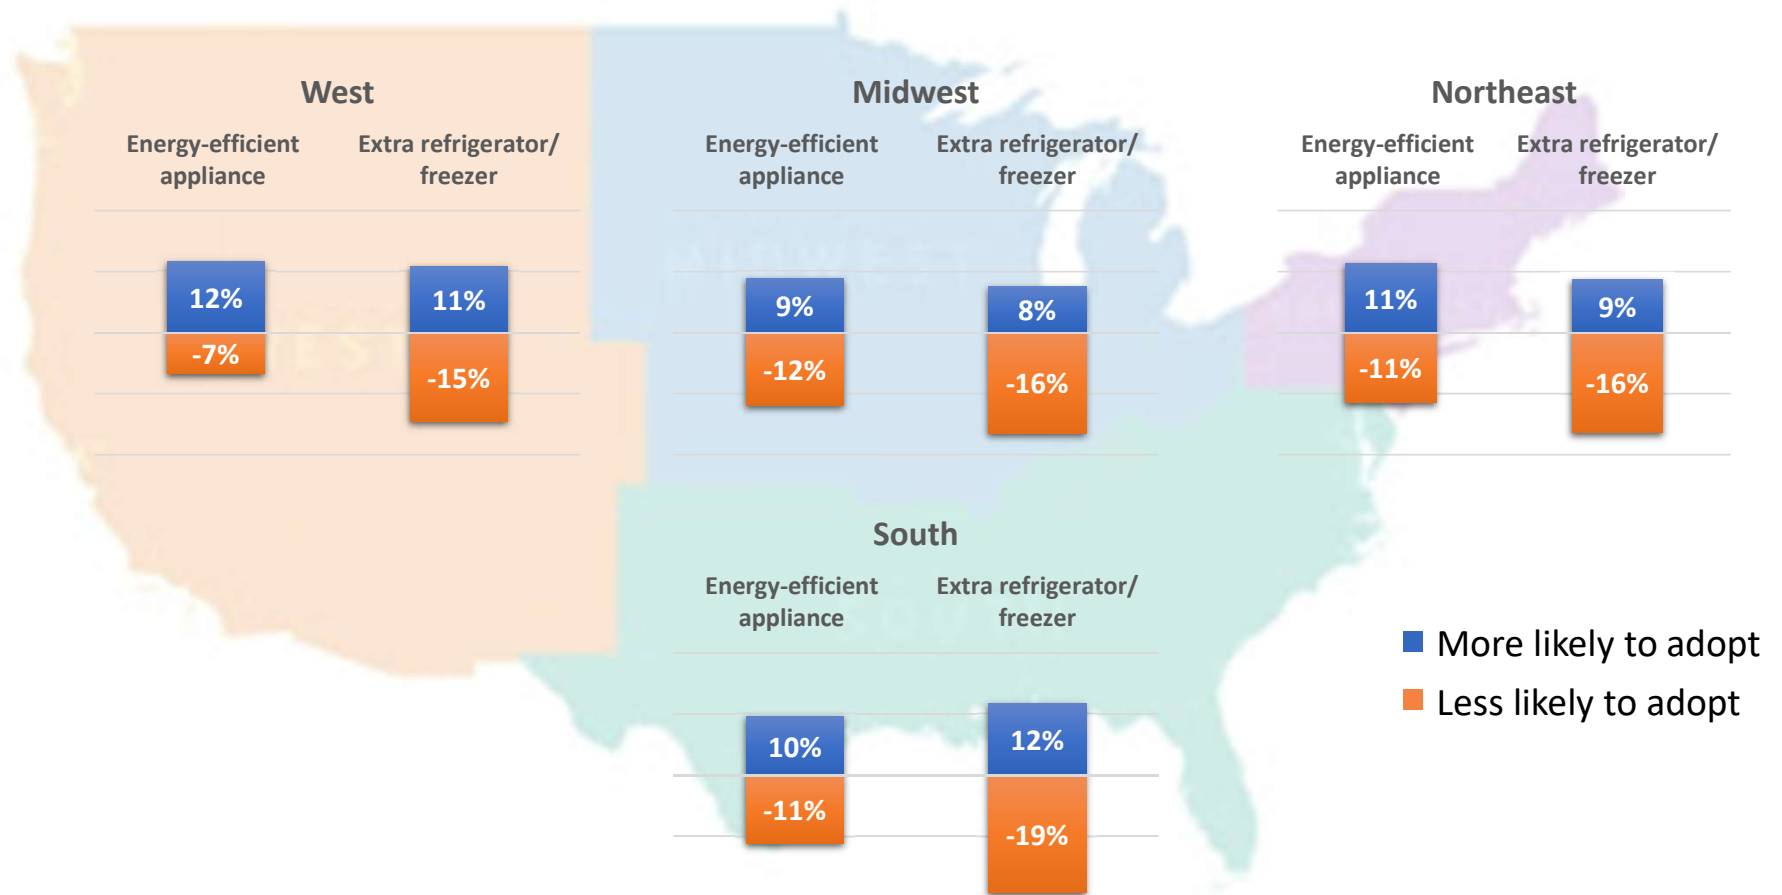 West
Energy-efficient
appliance
Extra refrigerator/
freezer
12%
11%
-7%
-15%
Midwest
Energy-efficient
appliance
Extra refrigerator/
freezer
9%
8%
-12%
-16%
Northeast
Energy-efficient
appliance
Extra refrigerator/
freezer
11%
9%
-11%
-16%
MIDWEST
South
Energy-efficient
appliance
Extra refrigerator/
freezer
10%
12%
-11%
-19%
More likely to adopt
Less likely to adopt